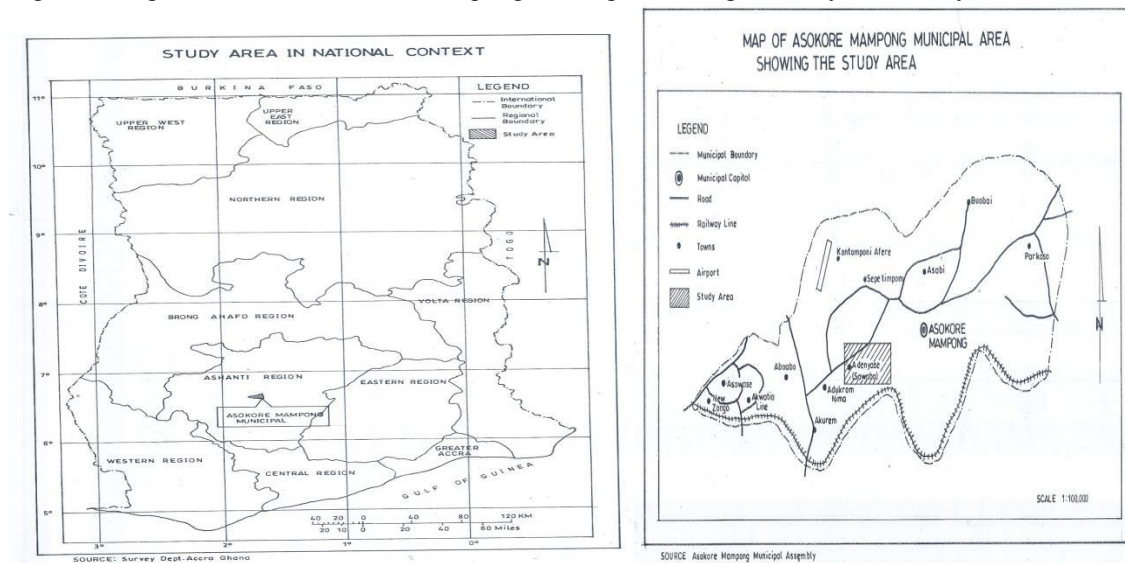 STUDY AREA IN NATIONAL CONTEXT
BURKINA FASO
LEGEND
International
Boundary
Regional
Boundary
Study Area
11°
10°
9°
8°
7°
6°
5°
3°
2°
1°
0°
UPPER WEST
REGION
UPPER
EAST
REGION
NORTHERN REGION
COTE DIVOIRE
TOGO
N
VOLTA REGION
BRONG AHAFO REGION
ASHANTI REGION
EASTERN REGION
ASOKORE MAMPONG
MUNICIPAL
WESTERN REGION
CENTRAL REGION
GREATER
ACCRA
GULF OF GUINEA
40 20 0 40 80 120 KM
20 10 0 20 40 60 Miles
SOURCE: Survey Dept-Accra Ghana
MAP OF ASOKORE MAMPONG MUNICIPAL AREA
SHOWING THE STUDY AREA
LEGEND
Municipal Boundary
Municipal Capital
Road
Railway Line
Towns
Airport
Study Area
Buobai
Kontomponi Afere
Parkoso
Asabi
Sepetimpom
ASOKORE
MAMPONG
N
Adenyase
(Sawaba)
Aboabo
Asawase
Adukrom
Nima
New
Zongo
Akwatia
Line
Akurem
SCALE 1:100,000
SOURCE Asokore Mampong Municipal Assembly